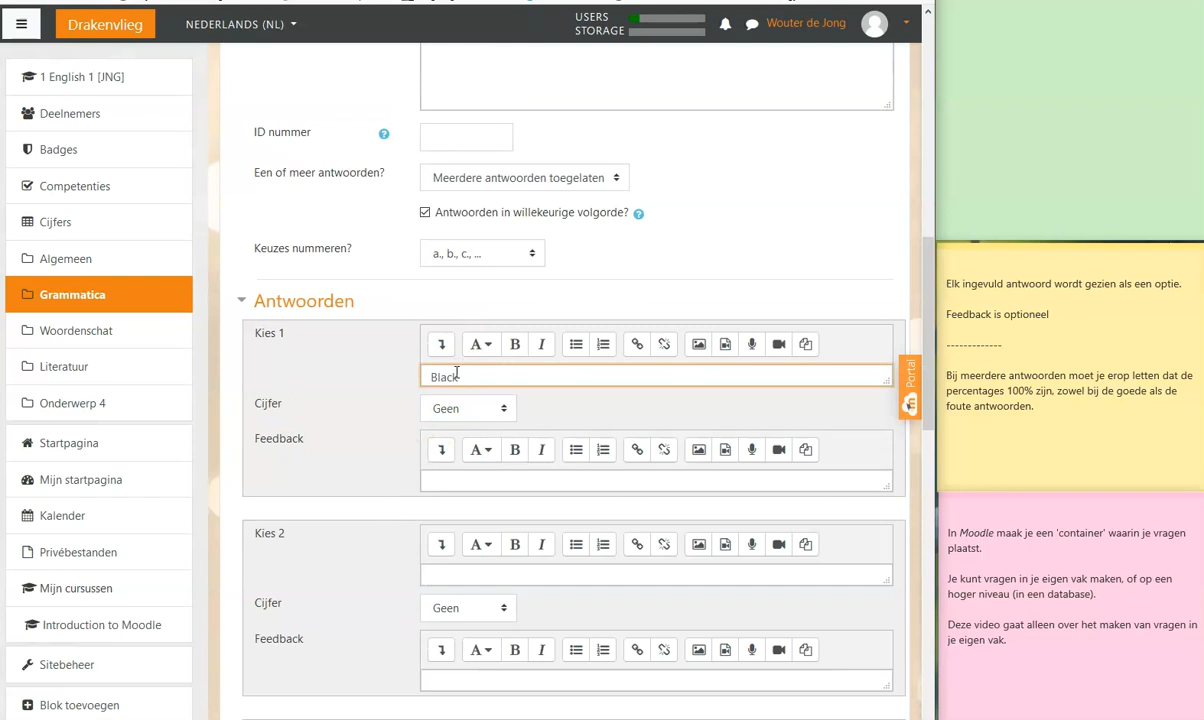 Drakenvlieg
NEDERLANDS (NL)
USERS
STORAGE
Wouter de Jong
1 English 1 [JNG]
Deelnemers
Badges
Competenties
Cijfers
Algemeen
Grammatica
Woordenschat
Literatuur
Onderwerp 4
Startpagina
Mijn startpagina
Kalender
Privébestanden
Mijn cursussen
Introduction to Moodle
Sitebeheer
Blok toevoegen
ID nummer
Een of meer antwoorden?
Meerdere antwoorden toegelaten
Antwoorden in willekeurige volgorde?
Keuzes nummeren?
a., b., c., ...
Antwoorden
Kies 1
Black
Cijfer
Geen
Feedback
Kies 2
Cijfer
Geen
Feedback
Portal
Elk ingevuld antwoord wordt gezien als een optie.
Feedback is optioneel
-------------
Bij meerdere antwoorden moet je erop letten dat de
percentages 100% zijn, zowel bij de goede als de
foute antwoorden.
In Moodle maak je een 'container' waarin je vragen
plaatst.
Je kunt vragen in je eigen vak maken, of op een
hoger niveau (in een database).
Deze video gaat alleen over het maken van vragen in
je eigen vak.